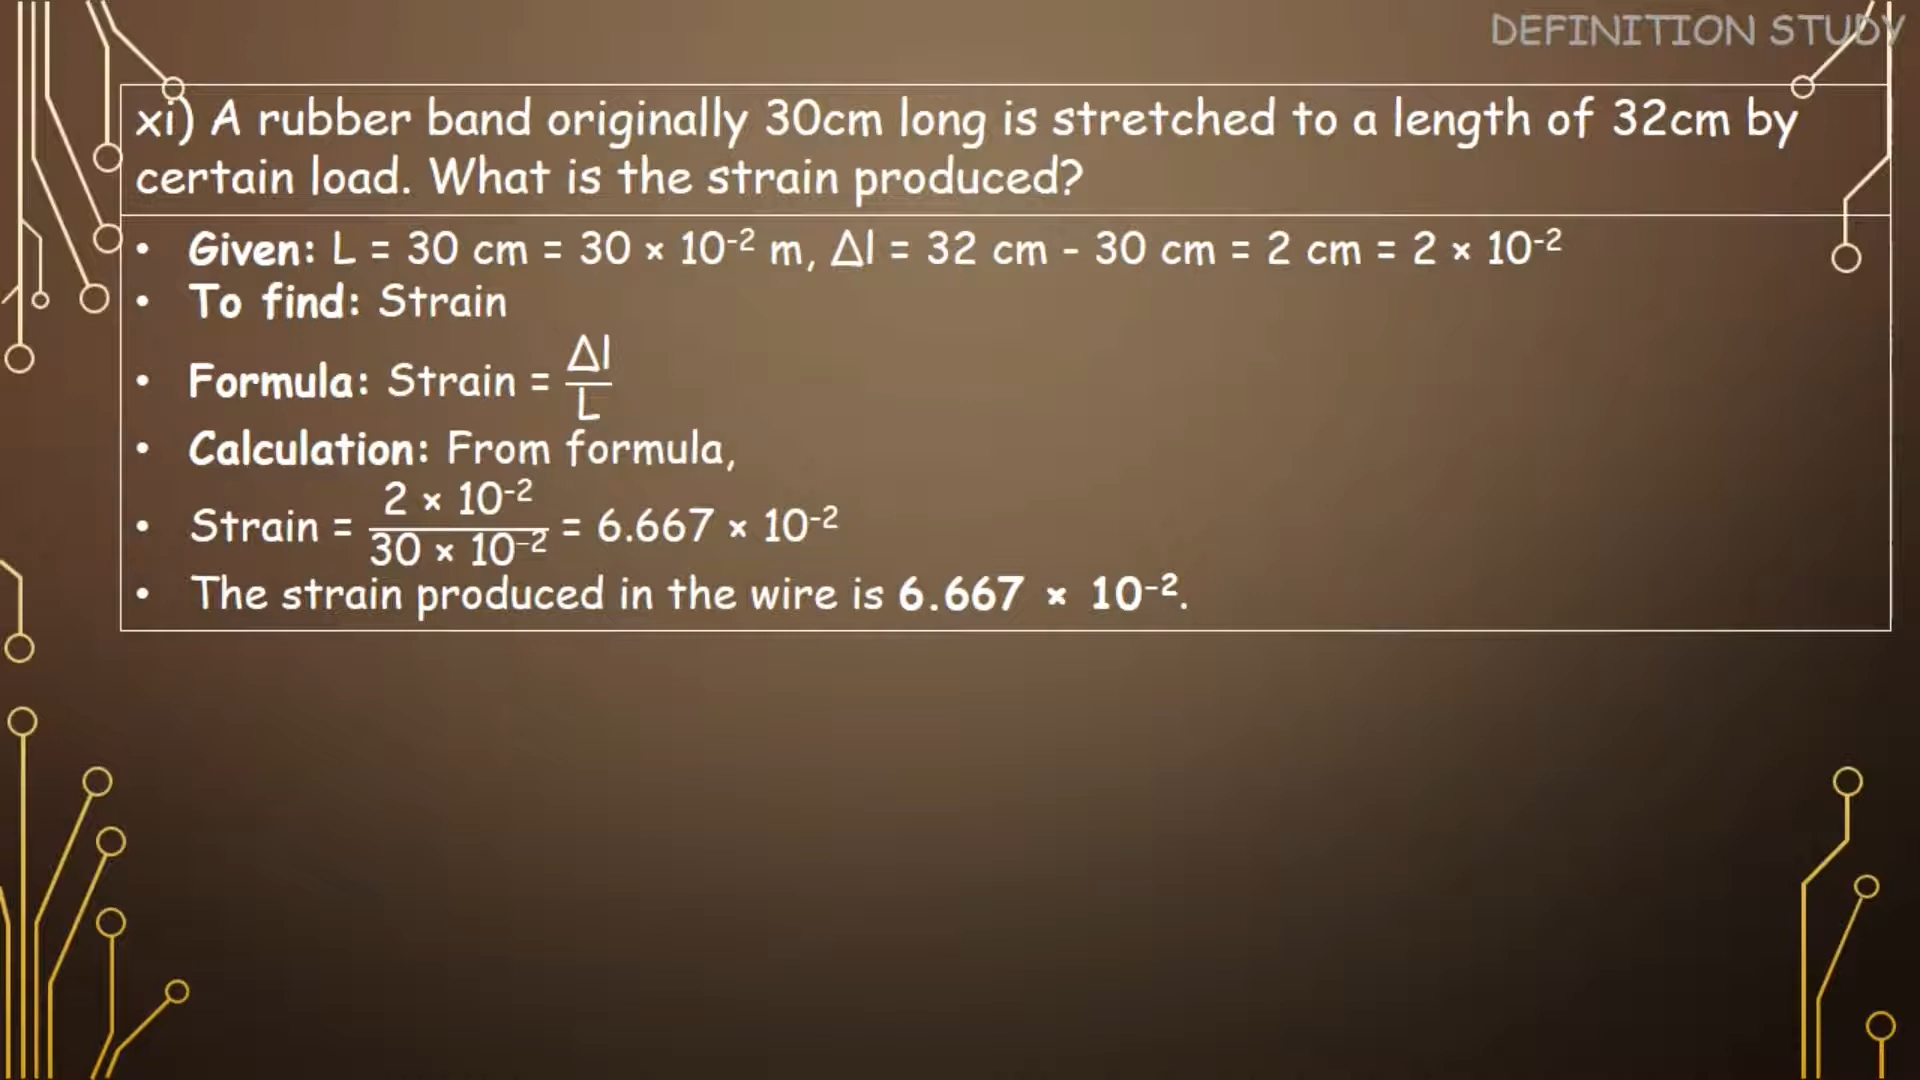 DEFINITION STUDY
xi) A rubber band originally 30cm long is stretched to a length of 32cm by
certain load. What is the strain produced?
• Given: L = 30 cm = 30 × 10⁻² m, Δl = 32 cm - 30 cm = 2 cm = 2 × 10⁻²
• To find: Strain
• Formula: Strain = Δl/L
• Calculation: From formula,
• Strain = (2 × 10⁻²)/(30 × 10⁻²) = 6.667 × 10⁻²
• The strain produced in the wire is 6.667 × 10⁻².